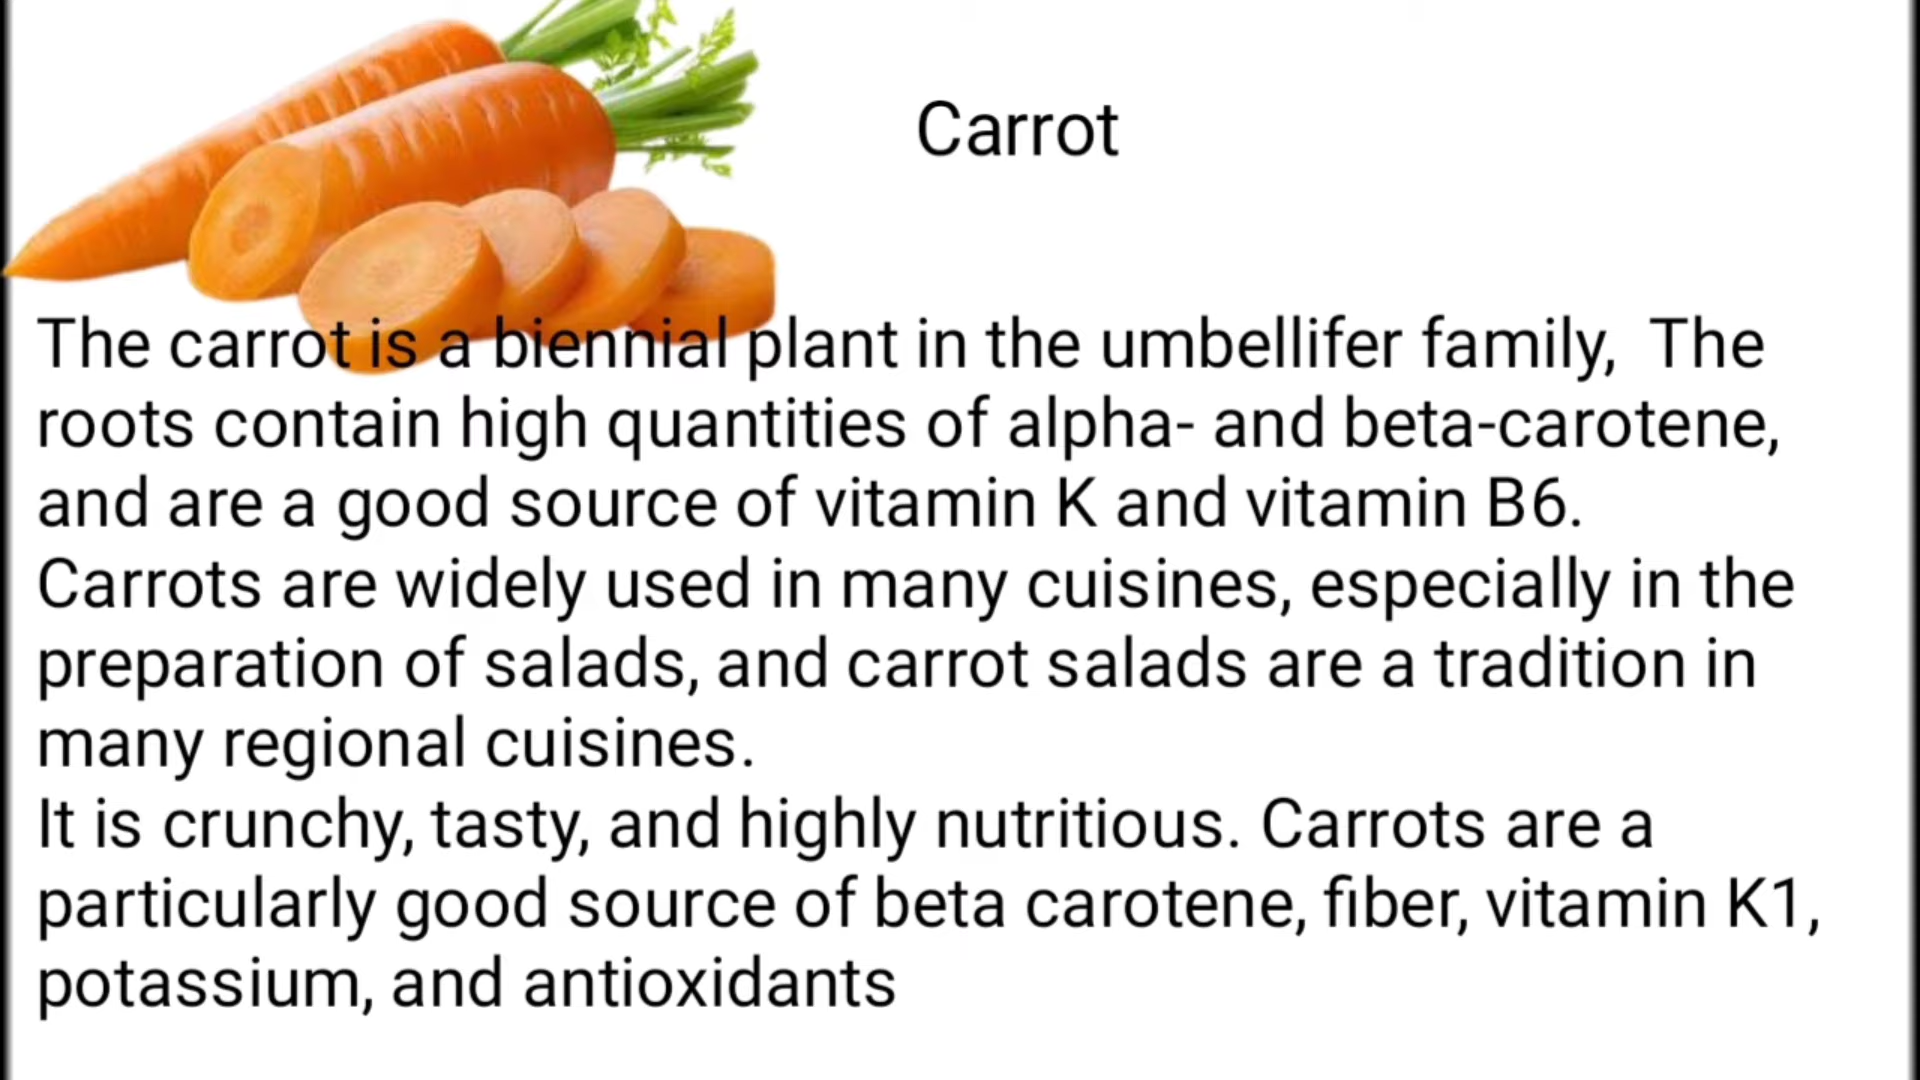 Carrot
The carrot is a biennial plant in the umbellifer family,  The
roots contain high quantities of alpha- and beta-carotene,
and are a good source of vitamin K and vitamin B6.
Carrots are widely used in many cuisines, especially in the
preparation of salads, and carrot salads are a tradition in
many regional cuisines.
It is crunchy, tasty, and highly nutritious. Carrots are a
particularly good source of beta carotene, fiber, vitamin K1,
potassium, and antioxidants